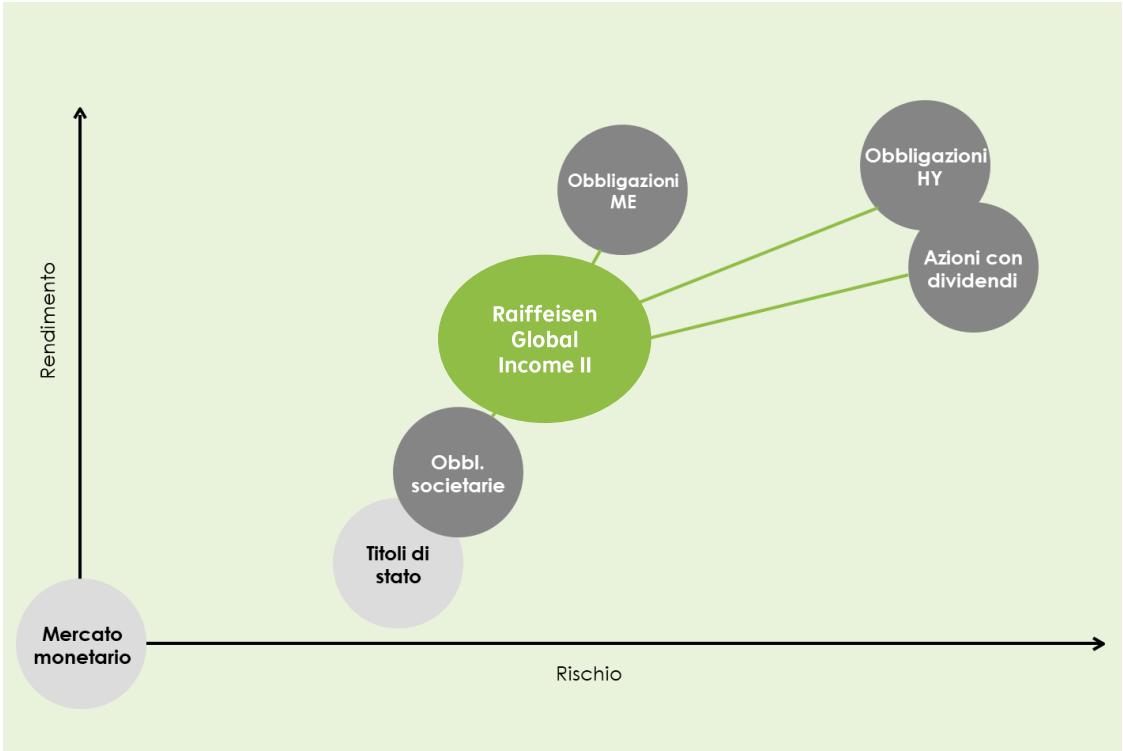 Rendimento
Obbligazioni
ME
Obbligazioni
HY
Azioni con
dividendi
Raiffeisen
Global
Income II
Obbl.
societarie
Titoli di
stato
Mercato
monetario
Rischio